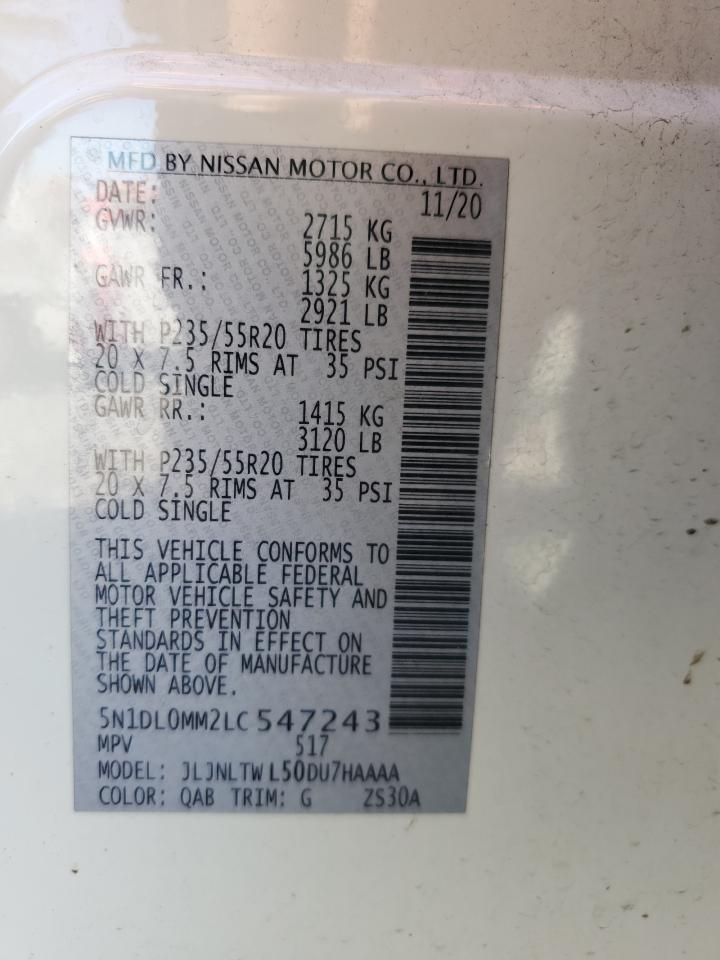 MFD BY NISSAN MOTOR CO., LTD.
DATE: 11/20
GVWR: 2715 KG
5986 LB
GAWR FR.: 1325 KG
2921 LB
WITH P235/55R20 TIRES
20 X 7.5 RIMS AT 35 PSI
COLD SINGLE
GAWR RR.: 1415 KG
3120 LB
WITH P235/55R20 TIRES
20 X 7.5 RIMS AT 35 PSI
COLD SINGLE
THIS VEHICLE CONFORMS TO
ALL APPLICABLE FEDERAL
MOTOR VEHICLE SAFETY AND
THEFT PREVENTION
STANDARDS IN EFFECT ON
THE DATE OF MANUFACTURE
SHOWN ABOVE.
5N1DL0MM2LC547243
MPV 517
MODEL: JLJNLTWL50DU7HAAAA
COLOR: QAB TRIM: G ZS30A